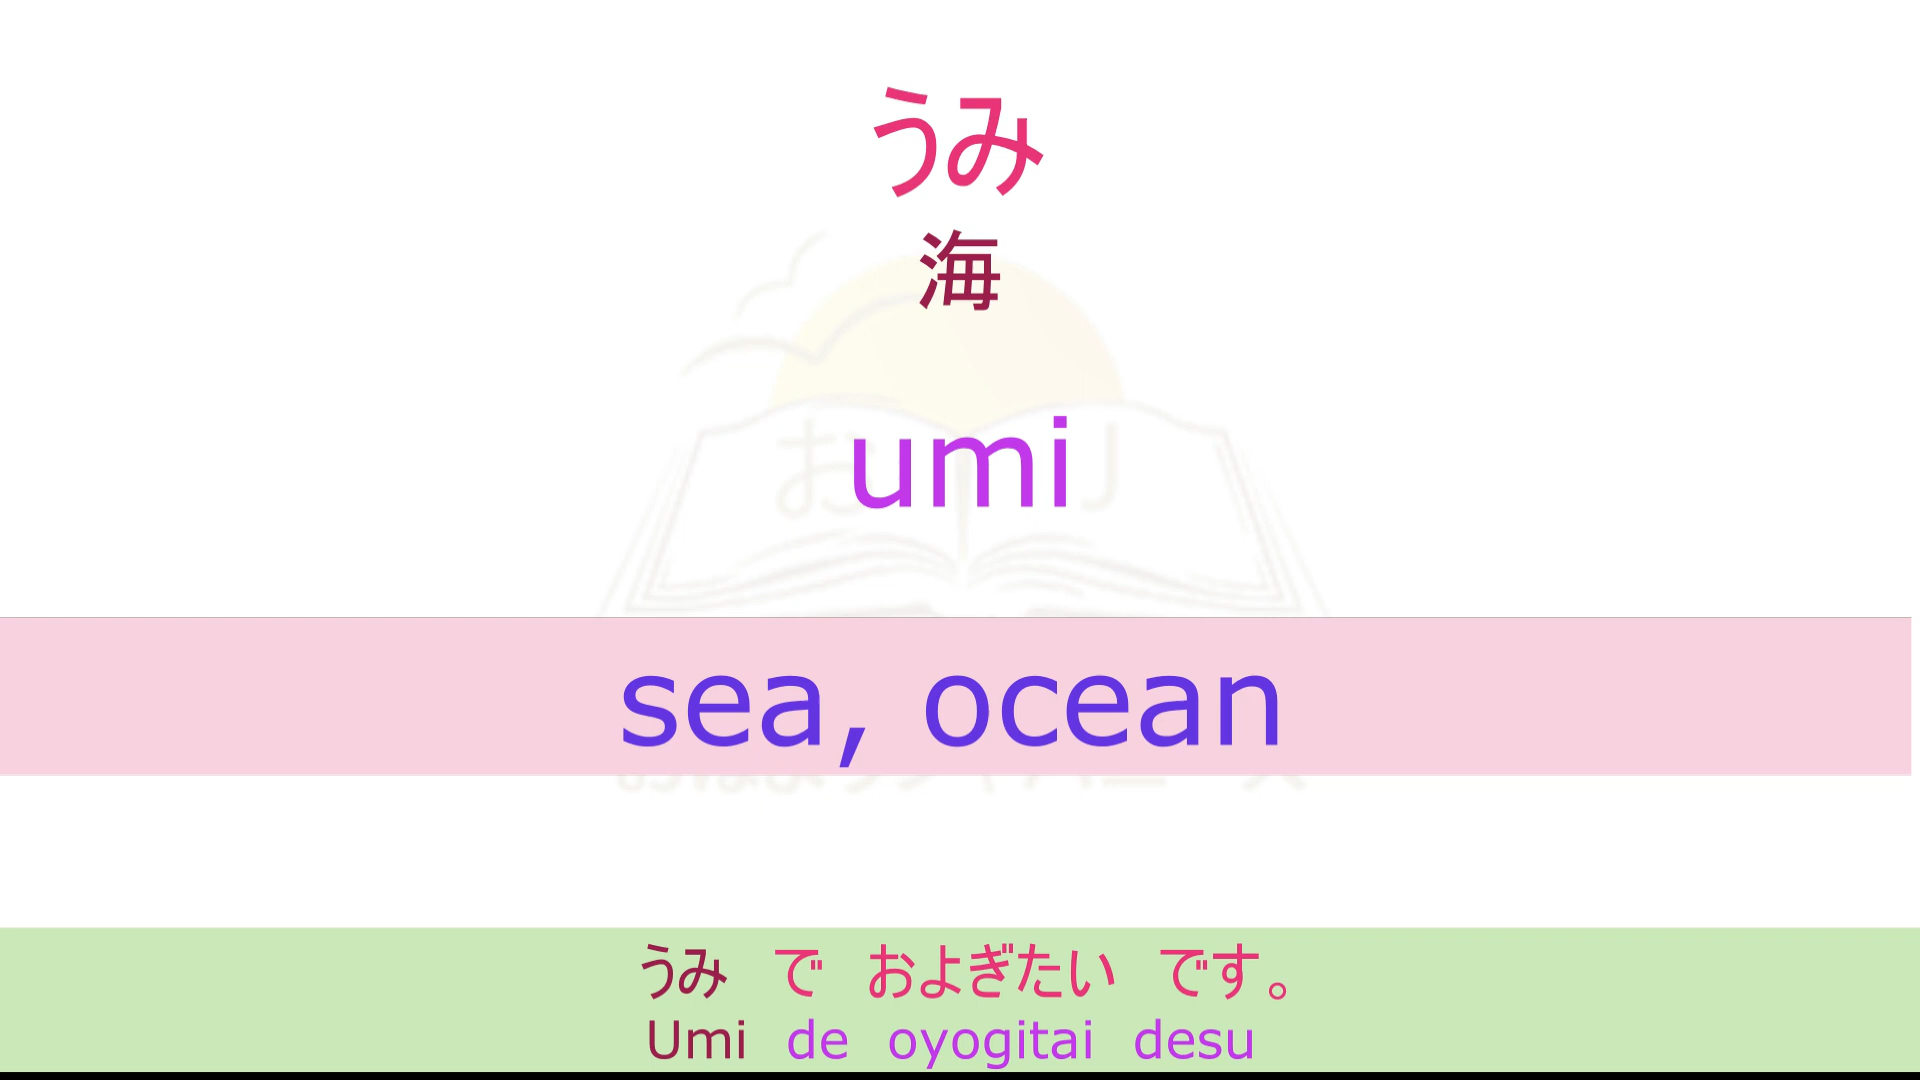 うみ
海
umi
sea, ocean
うみ で およぎたい です。
Umi de oyogitai desu